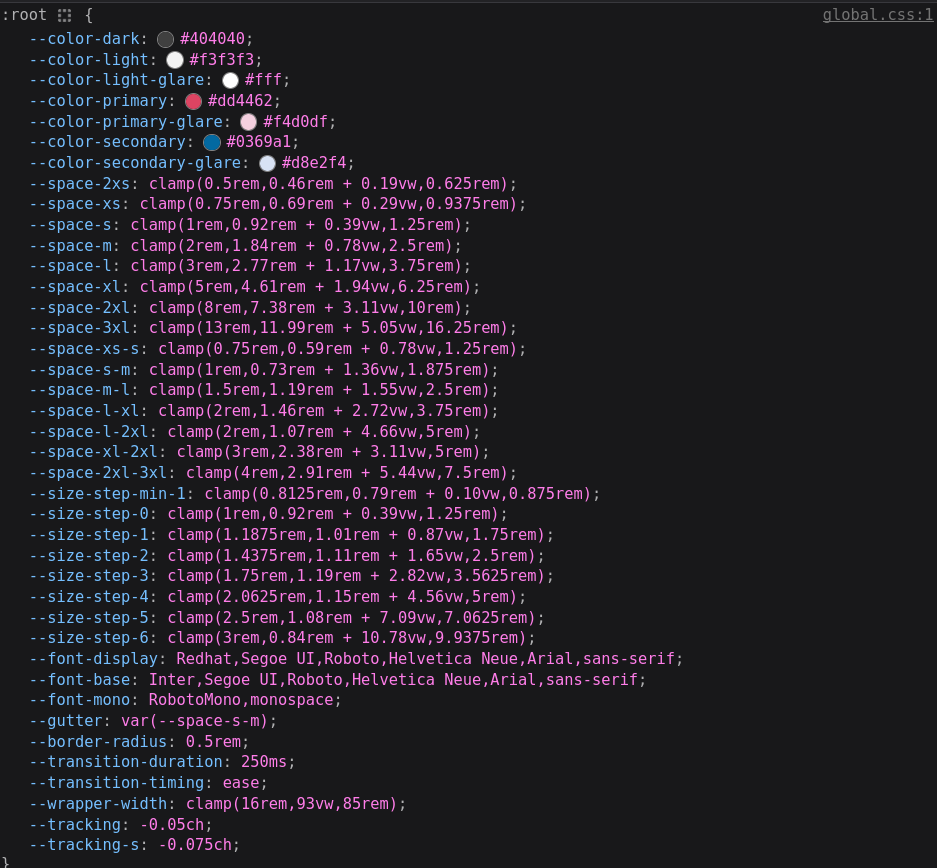 :root {
global.css:1
--color-dark: #404040;
--color-light: #f3f3f3;
--color-light-glare: #fff;
--color-primary: #dd4462;
--color-primary-glare: #f4d0df;
--color-secondary: #0369a1;
--color-secondary-glare: #d8e2f4;
--space-2xs: clamp(0.5rem,0.46rem + 0.19vw,0.625rem);
--space-xs: clamp(0.75rem,0.69rem + 0.29vw,0.9375rem);
--space-s: clamp(1rem,0.92rem + 0.39vw,1.25rem);
--space-m: clamp(2rem,1.84rem + 0.78vw,2.5rem);
--space-l: clamp(3rem,2.77rem + 1.17vw,3.75rem);
--space-xl: clamp(5rem,4.61rem + 1.94vw,6.25rem);
--space-2xl: clamp(8rem,7.38rem + 3.11vw,10rem);
--space-3xl: clamp(13rem,11.99rem + 5.05vw,16.25rem);
--space-xs-s: clamp(0.75rem,0.59rem + 0.78vw,1.25rem);
--space-s-m: clamp(1rem,0.73rem + 1.36vw,1.875rem);
--space-m-l: clamp(1.5rem,1.19rem + 1.55vw,2.5rem);
--space-l-xl: clamp(2rem,1.46rem + 2.72vw,3.75rem);
--space-l-2xl: clamp(2rem,1.07rem + 4.66vw,5rem);
--space-xl-2xl: clamp(3rem,2.38rem + 3.11vw,5rem);
--space-2xl-3xl: clamp(4rem,2.91rem + 5.44vw,7.5rem);
--size-step-min-1: clamp(0.8125rem,0.79rem + 0.10vw,0.875rem);
--size-step-0: clamp(1rem,0.92rem + 0.39vw,1.25rem);
--size-step-1: clamp(1.1875rem,1.01rem + 0.87vw,1.75rem);
--size-step-2: clamp(1.4375rem,1.11rem + 1.65vw,2.5rem);
--size-step-3: clamp(1.75rem,1.19rem + 2.82vw,3.5625rem);
--size-step-4: clamp(2.0625rem,1.15rem + 4.56vw,5rem);
--size-step-5: clamp(2.5rem,1.08rem + 7.09vw,7.0625rem);
--size-step-6: clamp(3rem,0.84rem + 10.78vw,9.9375rem);
--font-display: Redhat,Segoe UI,Roboto,Helvetica Neue,Arial,sans-serif;
--font-base: Inter,Segoe UI,Roboto,Helvetica Neue,Arial,sans-serif;
--font-mono: RobotoMono,monospace;
--gutter: var(--space-s-m);
--border-radius: 0.5rem;
--transition-duration: 250ms;
--transition-timing: ease;
--wrapper-width: clamp(16rem,93vw,85rem);
--tracking: -0.05ch;
--tracking-s: -0.075ch;
}